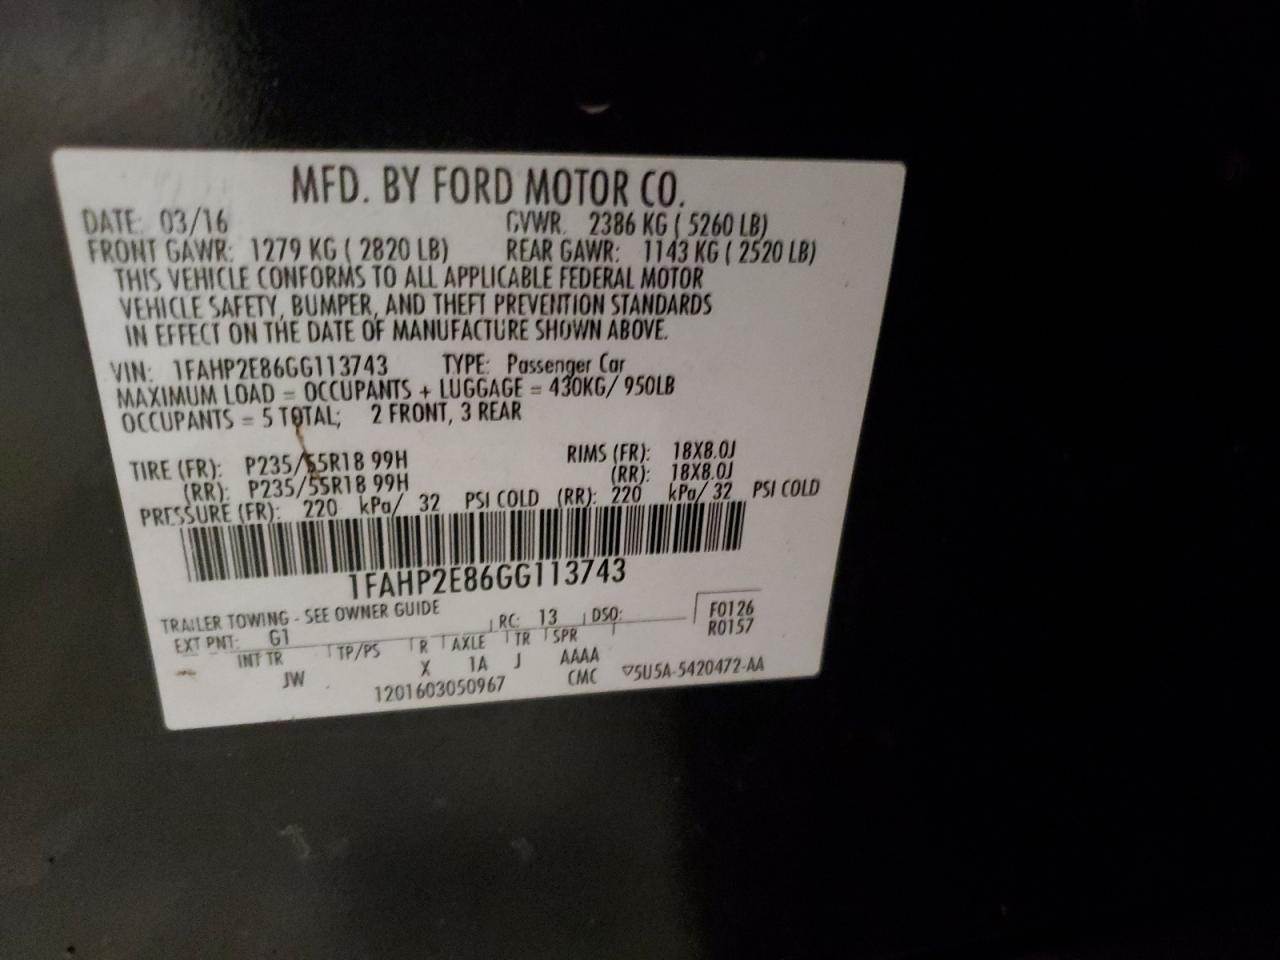 MFD. BY FORD MOTOR CO.
DATE: 03/16 GVWR. 2386 KG ( 5260 LB)
FRONT GAWR: 1279 KG ( 2820 LB) REAR GAWR: 1143 KG ( 2520 LB)
THIS VEHICLE CONFORMS TO ALL APPLICABLE FEDERAL MOTOR
VEHICLE SAFETY, BUMPER, AND THEFT PREVENTION STANDARDS
IN EFFECT ON THE DATE OF MANUFACTURE SHOWN ABOVE.
VIN: 1FAHP2E86GG113743 TYPE: Passenger Car
MAXIMUM LOAD = OCCUPANTS + LUGGAGE = 430KG/ 950LB
OCCUPANTS = 5 TOTAL; 2 FRONT, 3 REAR
TIRE (FR): P235/55R18 99H RIMS (FR): 18X8.0J
(RR): P235/55R18 99H (RR): 18X8.0J
PRESSURE (FR): 220 kPa/ 32 PSI COLD (RR): 220 kPa/ 32 PSI COLD
1FAHP2E86GG113743
TRAILER TOWING - SEE OWNER GUIDE
EXT PNT: G1 RC: 13 DSO: F0126
R0157
INT TR TP/PS R AXLE TR SPR
JW X 1A J AAAA
1201603050967 CMC ▽5U5A-5420472-AA